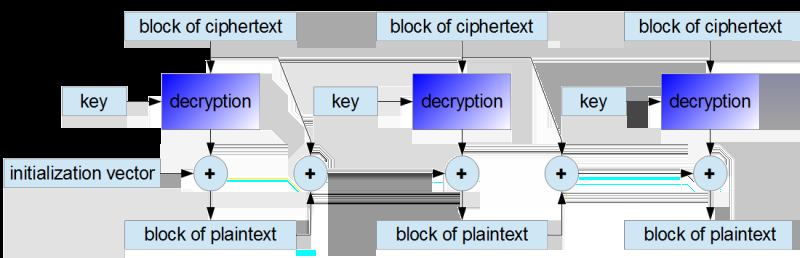 block of ciphertext block of ciphertext block of ciphertext
key decryption key decryption key decryption
initialization vector + + + + +
block of plaintext block of plaintext block of plaintext